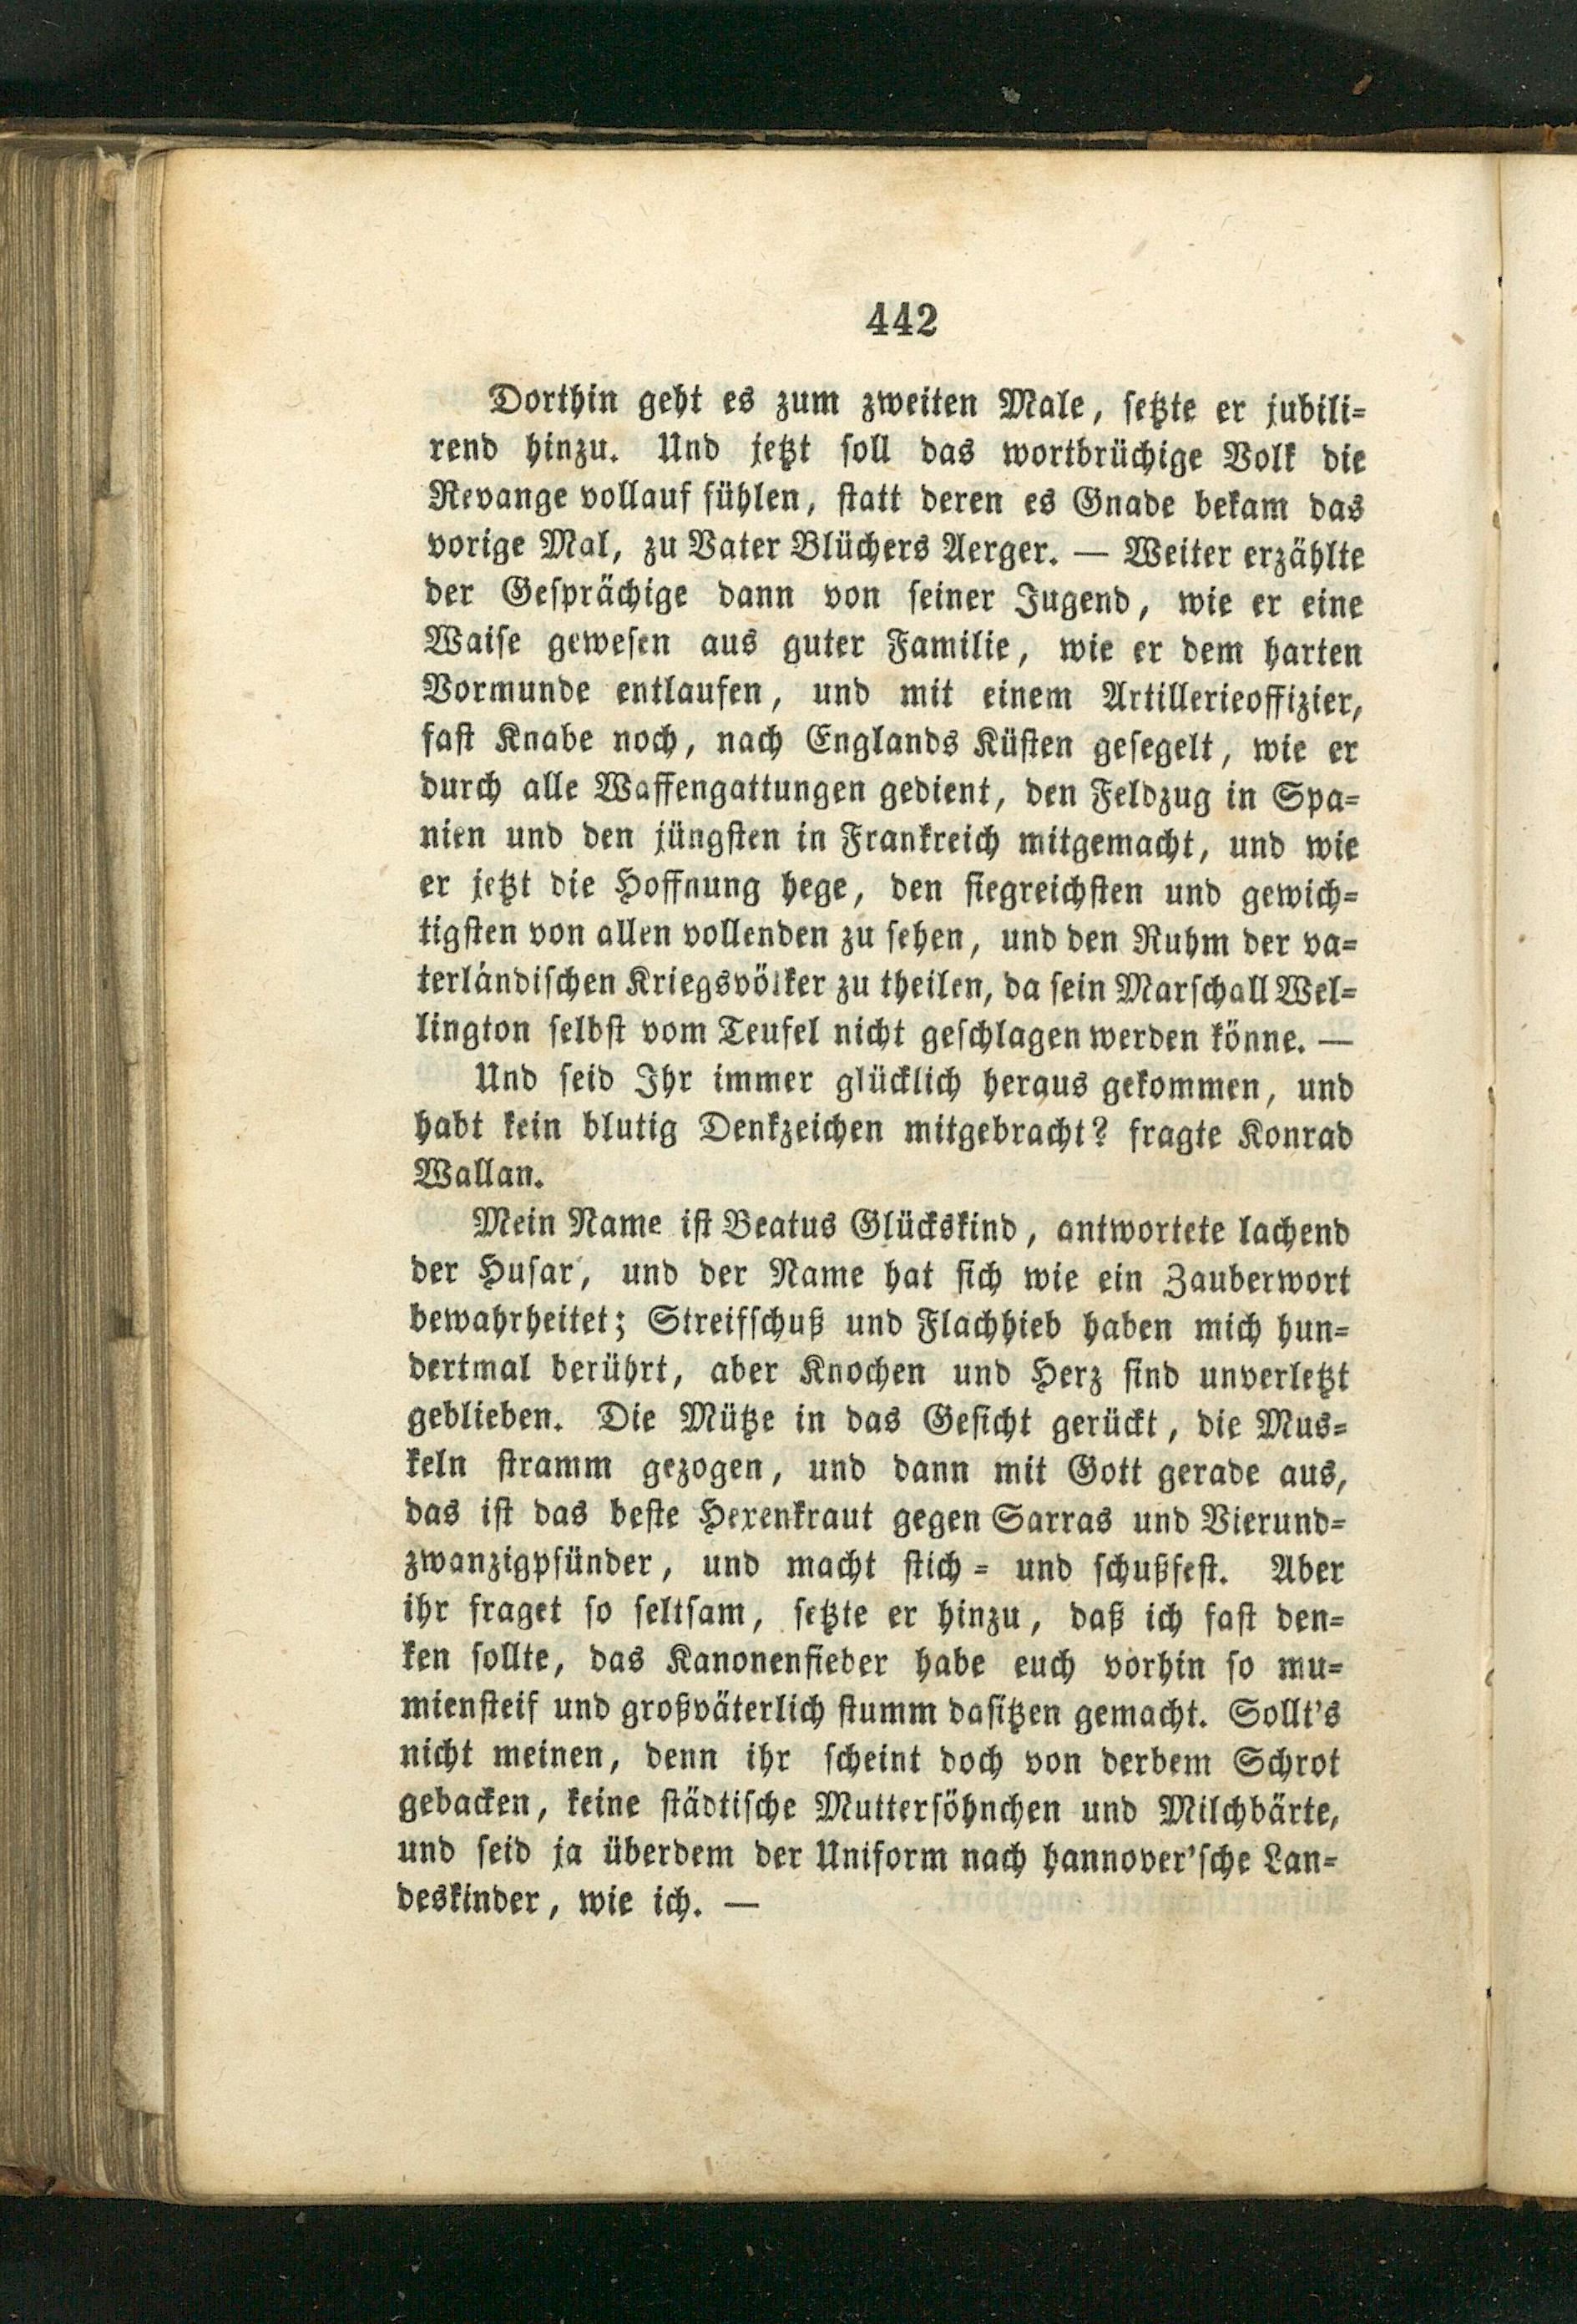 442
Dorthin geht es zum zweiten Male, ſetzte er jubili⸗
rend hinzu. Und jetzt ſoll das wortbrüchige Volk die
Revange vollauf fühlen, ſtatt deren es Gnade bekam das
vorige Mal, zu Vater Blüchers Aerger. — Weiter erzählte
der Geſprächige dann von ſeiner Jugend, wie er eine
Waiſe geweſen aus guter Familie, wie er dem harten
Vormunde entlaufen, und mit einem Artillerieoffizier,
faſt Knabe noch, nach Englands Küſten geſegelt, wie er
durch alle Waffengattungen gedient, den Feldzug in Spa⸗
nien und den jüngſten in Frankreich mitgemacht, und wie
er jetzt die Hoffnung hege, den ſiegreichſten und gewich⸗
tigſten von allen vollenden zu ſehen, und den Ruhm der va⸗
terländiſchen Kriegsvölker zu theilen, da ſein Marſchall Wel⸗
lington ſelbſt vom Teufel nicht geſchlagen werden könne. —
Und ſeid Ihr immer glücklich heraus gekommen, und
habt kein blutig Denkzeichen mitgebracht? fragte Konrad
Wallan.
Mein Name iſt Beatus Glückskind, antwortete lachend
der Huſar, und der Name hat ſich wie ein Zauberwort
bewahrheitet; Streifſchuß und Flachhieb haben mich hun⸗
dertmal berührt, aber Knochen und Herz ſind unverletzt
geblieben. Die Mütze in das Geſicht gerückt, die Mus⸗
keln ſtramm gezogen, und dann mit Gott gerade aus,
das iſt das beſte Hexenkraut gegen Sarras und Vierund⸗
zwanzigpfünder, und macht ſtich⸗ und ſchußfeſt. Aber
ihr fraget ſo ſeltſam, ſetzte er hinzu, daß ich faſt den⸗
ken ſollte, das Kanonenfieber habe euch vorhin ſo mu⸗
mienſteif und großväterlich ſtumm daſitzen gemacht. Sollt's
nicht meinen, denn ihr ſcheint doch von derbem Schrot
gebacken, keine ſtädtiſche Mutterſöhnchen und Milchbärte,
und ſeid ja überdem der Uniform nach hannover'ſche Lan⸗
deskinder, wie ich. —